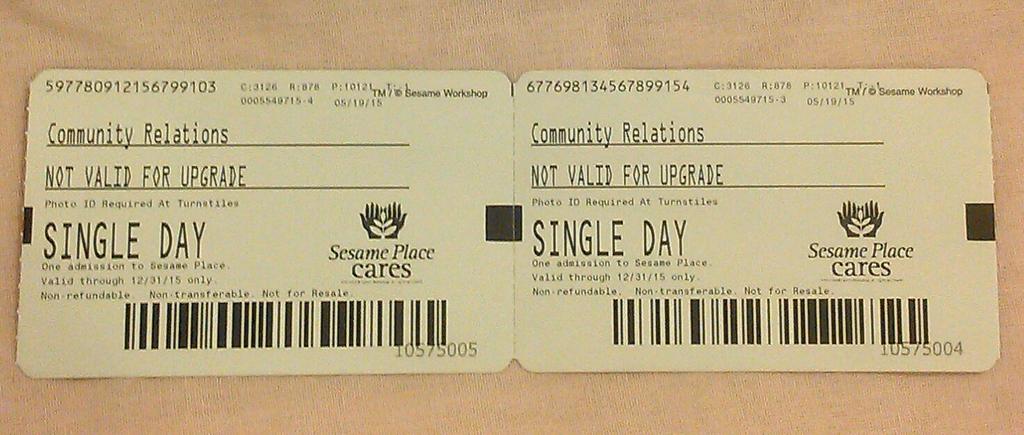 597780912156799103
C:3126 R:878 P:10121 T:-1
TM / © Sesame Workshop
0005549715-4 05/19/15
Community Relations
NOT VALID FOR UPGRADE
Photo ID Required At Turnstiles
SINGLE DAY
Sesame Place
cares
One admission to Sesame Place.
Valid through 12/31/15 only.
Non-refundable. Non-transferable. Not for Resale.
10575005
677698134567899154
C:3126 R:878 P:10121 T:-1
TM / © Sesame Workshop
0005549715-3 05/19/15
Community Relations
NOT VALID FOR UPGRADE
Photo ID Required At Turnstiles
SINGLE DAY
Sesame Place
cares
One admission to Sesame Place.
Valid through 12/31/15 only.
Non-refundable. Non-transferable. Not for Resale.
10575004